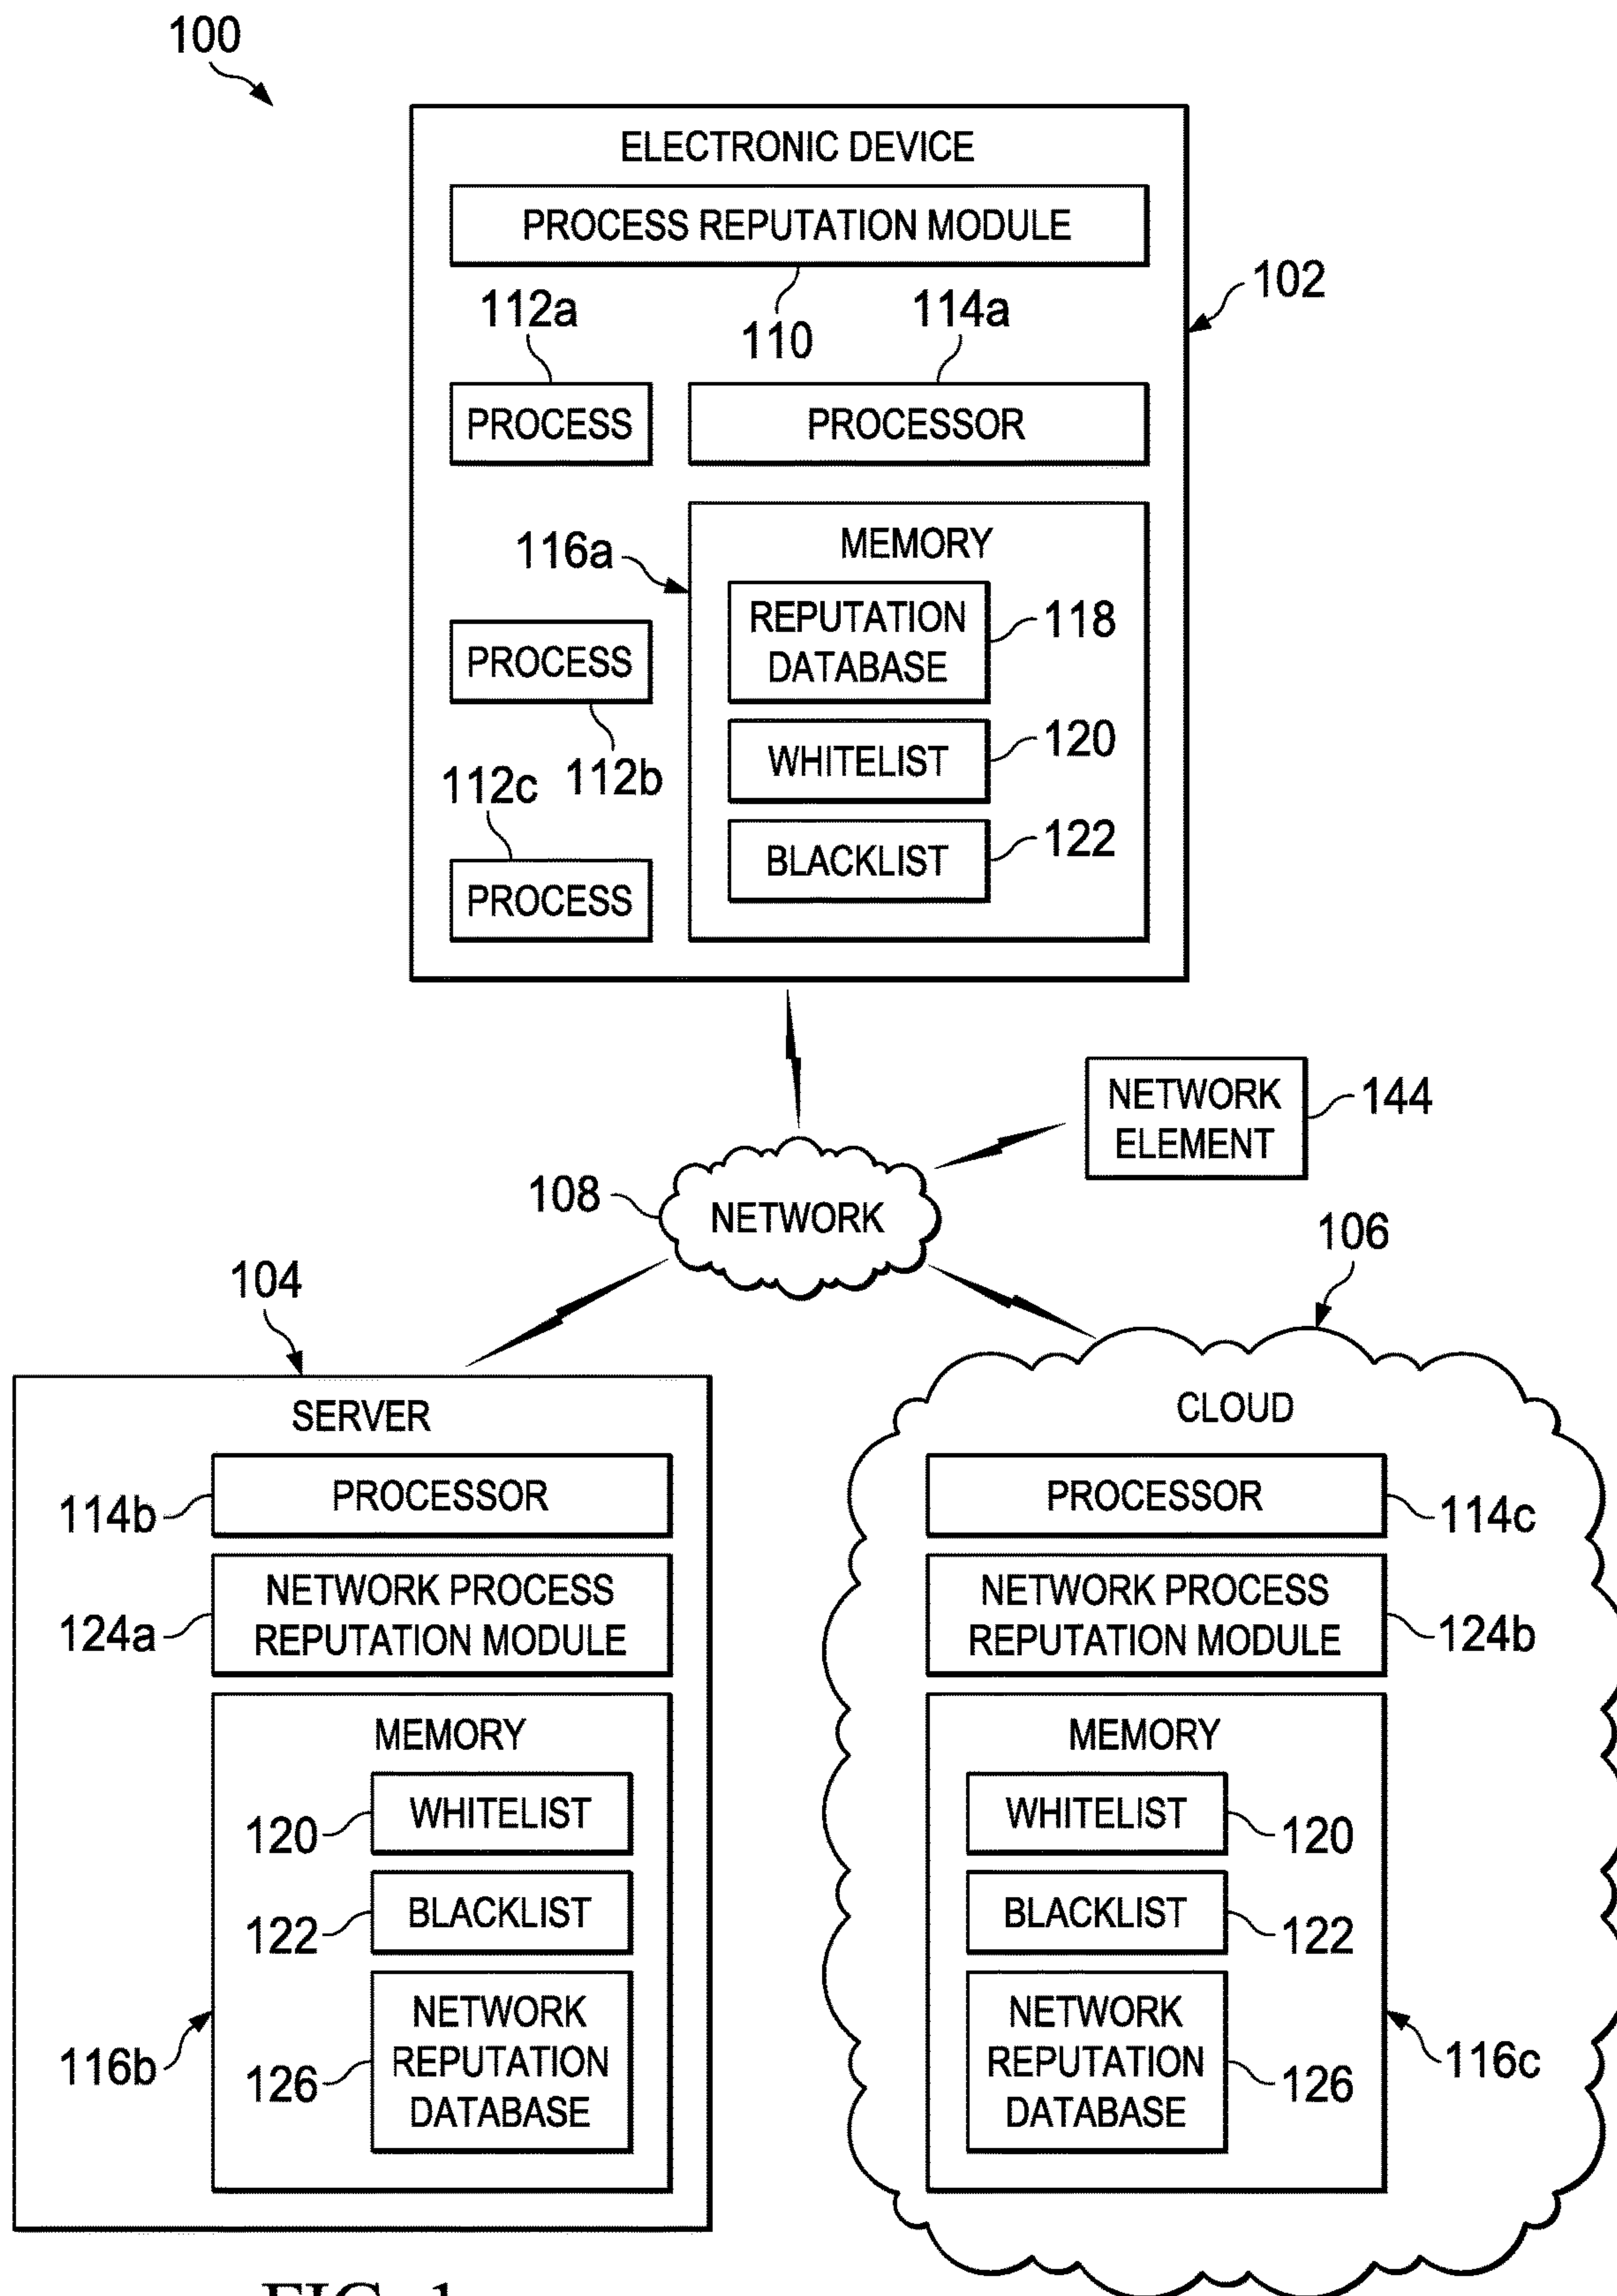 100
ELECTRONIC DEVICE
PROCESS REPUTATION MODULE
102
112a
110
114a
PROCESS
PROCESSOR
116a
MEMORY
REPUTATION
DATABASE
118
PROCESS
112b
WHITELIST
120
112c
BLACKLIST
122
PROCESS
NETWORK
ELEMENT
144
108
NETWORK
106
104
SERVER
PROCESSOR
114b
NETWORK PROCESS
REPUTATION MODULE
124a
MEMORY
WHITELIST
120
BLACKLIST
122
NETWORK
REPUTATION
DATABASE
126
116b
CLOUD
PROCESSOR
114c
NETWORK PROCESS
REPUTATION MODULE
124b
MEMORY
WHITELIST
120
BLACKLIST
122
NETWORK
REPUTATION
DATABASE
126
116c